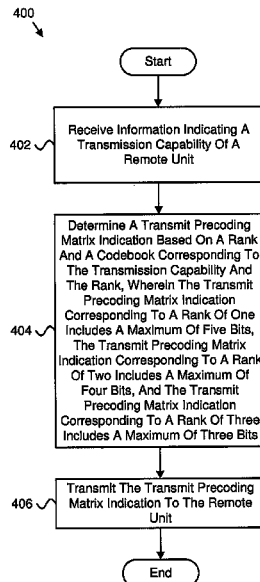 400
Start
402
Receive Information Indicating A
Transmission Capability Of A
Remote Unit
404
Determine A Transmit Precoding
Matrix Indication Based On A Rank
And A Codebook Corresponding To
The Transmission Capability And
The Rank, Wherein The Transmit
Precoding Matrix Indication
Corresponding To A Rank Of One
Includes A Maximum Of Five Bits,
The Transmit Precoding Matrix
Indication Corresponding To A Rank
Of Two Includes A Maximum Of
Four Bits, And The Transmit
Precoding Matrix Indication
Corresponding To A Rank Of Three
Includes A Maximum Of Three Bits
406
Transmit The Transmit Precoding
Matrix Indication To The Remote
Unit
End